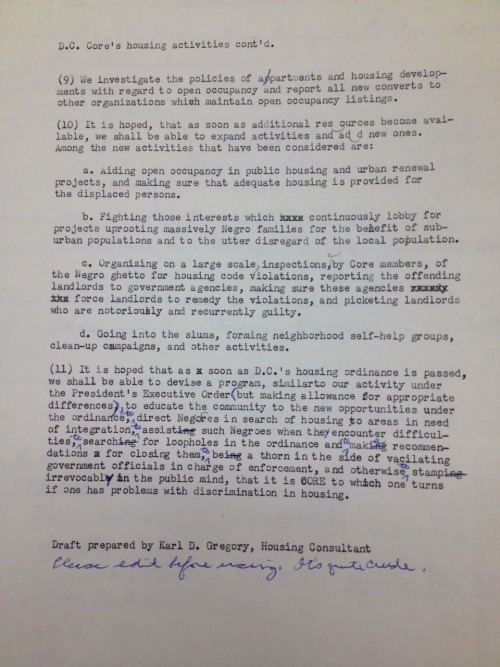 D.C. Core's housing activities cont'd.
(9) We investigate the policies of appartments and housing develop-
ments with regard to open occupancy and report all new converts to
other organizations which maintain open occupancy listings.
(10) It is hoped, that as soon as additional res ources become avai-
lable, we shall be able to expand activities and ad d new ones.
Among the new activities that have been considered are:
a. Aiding open occupancy in public housing and urban renewal
projects, and making sure that adequate housing is provided for
the displaced persons.
b. Fighting those interests which xxxx continuously lobby for
projects uprooting massively Negro families for the benefit of sub-
urban populations and to the utter disregard of the local population.
c. Organizing on a large scale, inspections, by Core members, of
the Negro ghetto for housing code violations, reporting the offending
landlords to government agencies, making sure these agencies xxxxxx
xxx force landlords to remedy the violations, and picketing landlords
who are notoriously and recurrently guilty.
d. Going into the slums, forming neighborhood self-help groups,
clean-up campaigns, and other activities.
(11) It is hoped that as x soon as D.C.'s housing ordinance is passed,
we shall be able to devise a program, similarto our activity under
the President's Executive Order (but making allowance for appropriate
differences), to educate the community to the new opportunities under
the ordinance, to direct Negores in search of housing to areas in need
of integration, to assisting such Negroes when they encounter difficul-
ties, to searching for loopholes in the ordinance and to making recommen-
dations x for closing them, to being a thorn in the side of vacilating
government officials in charge of enforcement, and otherwise to stamping
irrevocably in the public mind, that it is CORE to which one turns
if one has problems with discrimination in housing.
Draft prepared by Karl D. Gregory, Housing Consultant
Please edit before using. It's quite crude.